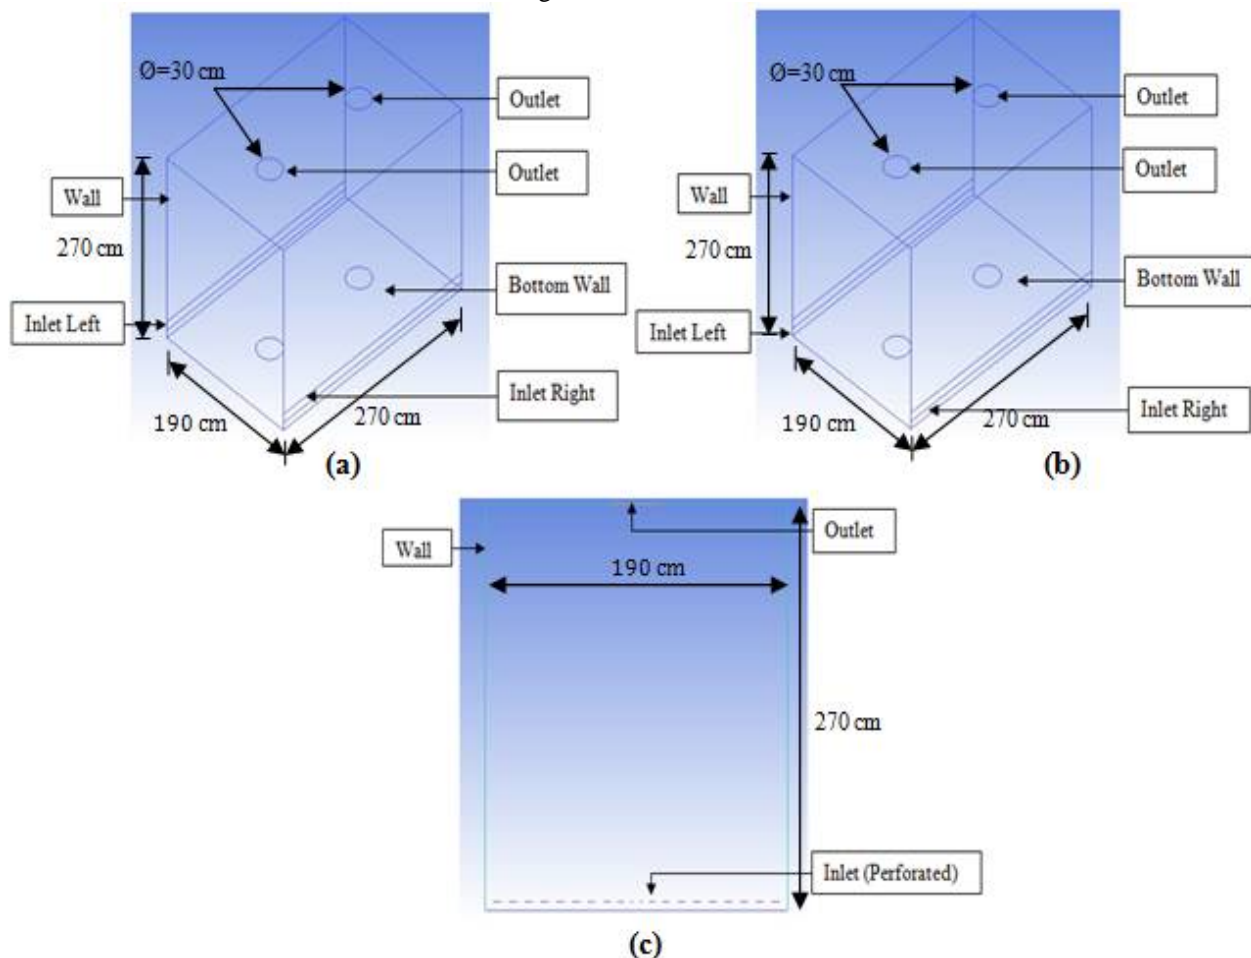 Ø=30 cm
Outlet
Outlet
Wall
270 cm
Bottom Wall
Inlet Left
Inlet Right
190 cm
270 cm
(a)
Ø=30 cm
Outlet
Outlet
Wall
270 cm
Bottom Wall
Inlet Left
Inlet Right
190 cm
270 cm
(b)
Outlet
Wall
190 cm
270 cm
Inlet (Perforated)
(c)